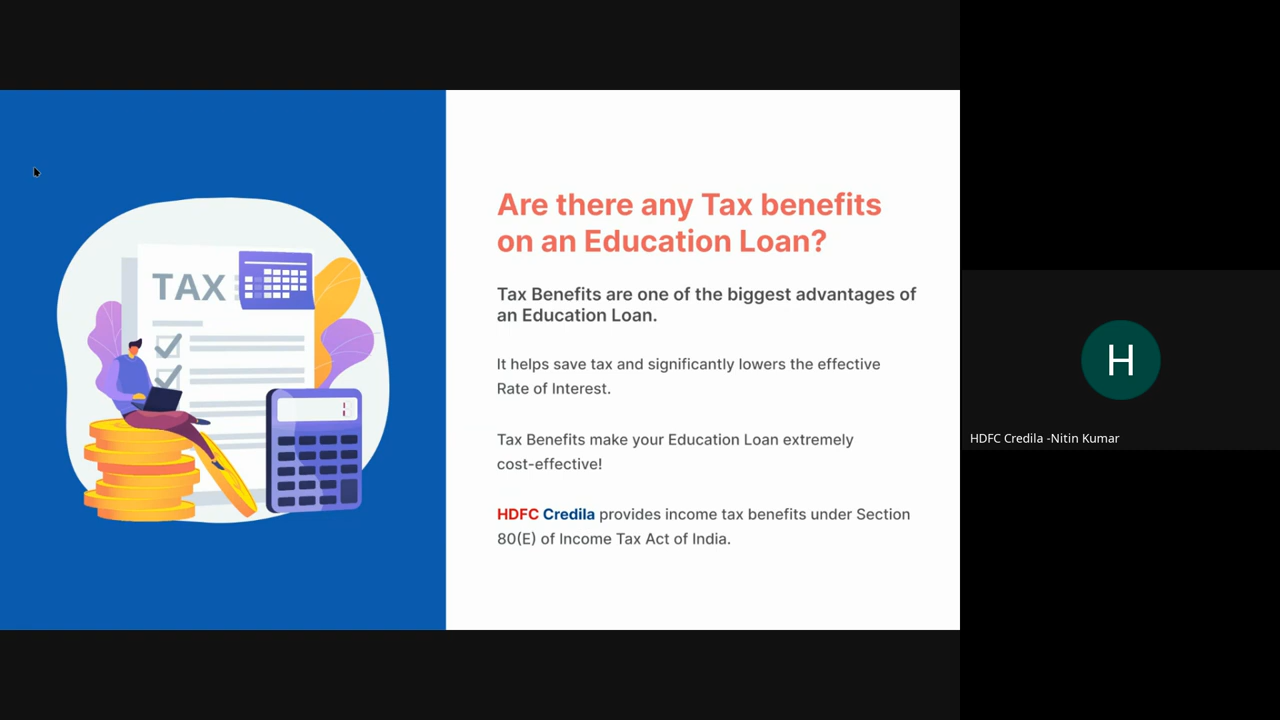 TAX
Are there any Tax benefits
on an Education Loan?
Tax Benefits are one of the biggest advantages of
an Education Loan.
It helps save tax and significantly lowers the effective
Rate of Interest.
Tax Benefits make your Education Loan extremely
cost-effective!
HDFC Credila provides income tax benefits under Section
80(E) of Income Tax Act of India.
H
HDFC Credila -Nitin Kumar